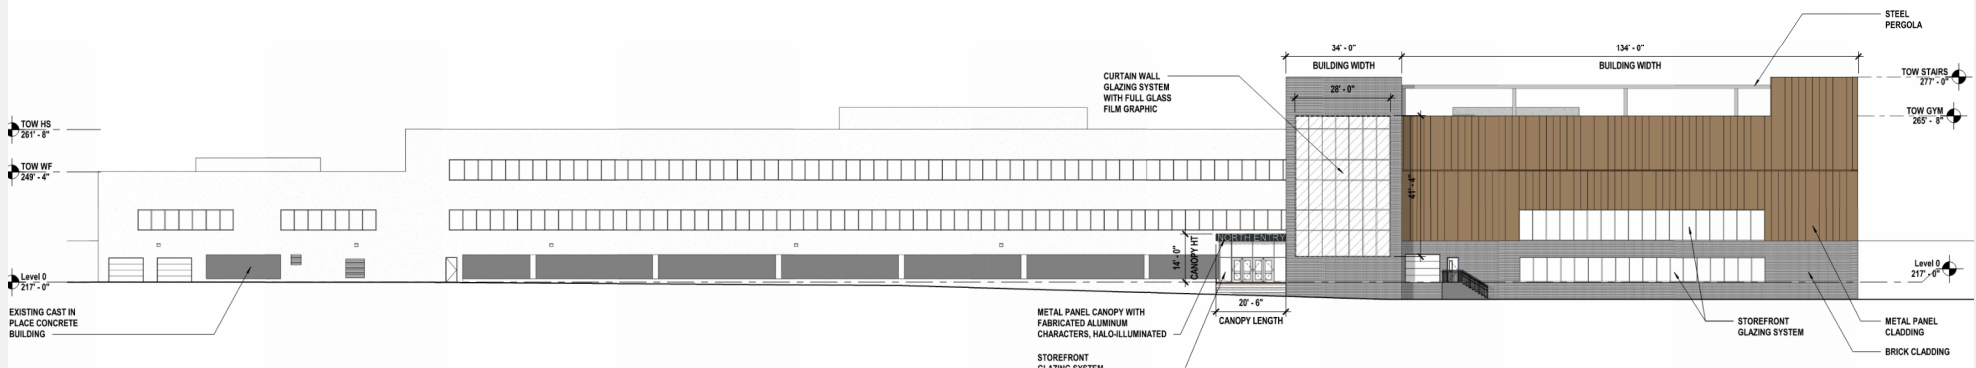 STEEL
PERGOLA
34' - 0"
134' - 0"
BUILDING WIDTH
BUILDING WIDTH
CURTAIN WALL
GLAZING SYSTEM
WITH FULL GLASS
FILM GRAPHIC
28' - 0"
TOW STAIRS
277' - 0"
TOW HS
261' - 8"
TOW GYM
265' - 8"
TOW WF
249' - 4"
41' - 4"
NORTH ENTRY
14' - 0"
CANOPY HT
Level 0
217' - 0"
Level 0
217' - 0"
20' - 6"
CANOPY LENGTH
EXISTING CAST IN
PLACE CONCRETE
BUILDING
METAL PANEL CANOPY WITH
FABRICATED ALUMINUM
CHARACTERS, HALO-ILLUMINATED
STOREFRONT
GLAZING SYSTEM
STOREFRONT
GLAZING SYSTEM
METAL PANEL
CLADDING
BRICK CLADDING